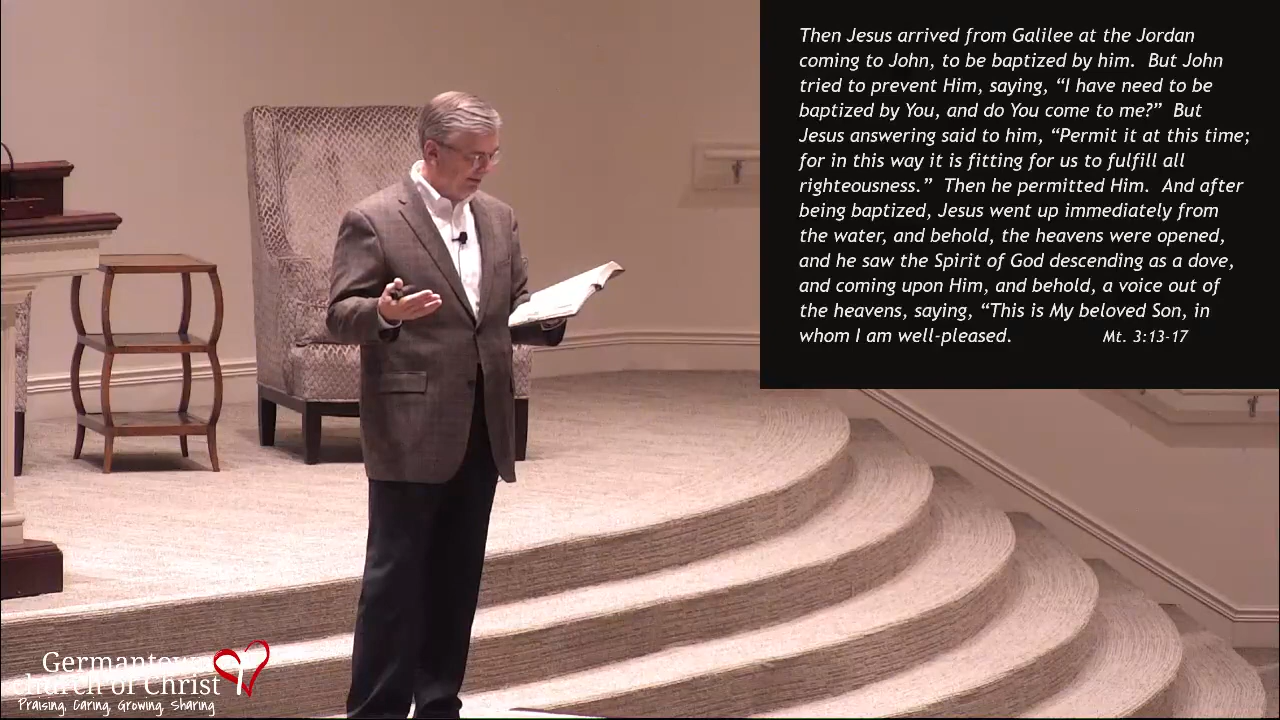 Then Jesus arrived from Galilee at the Jordan
coming to John, to be baptized by him.  But John
tried to prevent Him, saying, “I have need to be
baptized by You, and do You come to me?”  But
Jesus answering said to him, “Permit it at this time;
for in this way it is fitting for us to fulfill all
righteousness.”  Then he permitted Him.  And after
being baptized, Jesus went up immediately from
the water, and behold, the heavens were opened,
and he saw the Spirit of God descending as a dove,
and coming upon Him, and behold, a voice out of
the heavens, saying, “This is My beloved Son, in
whom I am well-pleased. Mt. 3:13-17
Germantown
church of Christ
Praising, Caring, Growing, Sharing